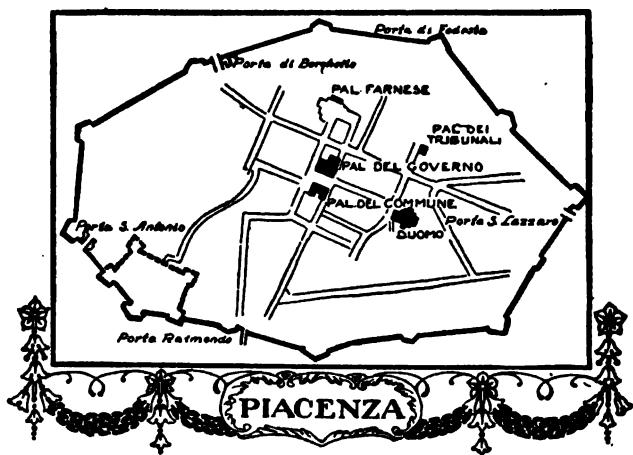 Porta di Fodesta
Porta di Borghetto
PAL. FARNESE
PAL. DEI
TRIBUNALI
PAL DEL GOVERNO
PAL. DEL COMMUNE
Porta S. Antonio
Porta S. Lazzaro
DUOMO
Porta Raimondo
PIACENZA